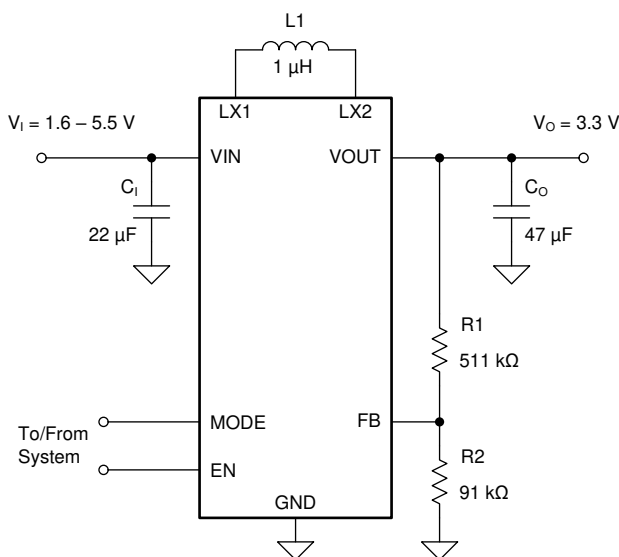 L1
1 µH
LX1
LX2
V_I = 1.6 – 5.5 V
V_O = 3.3 V
VIN
VOUT
C_I
22 µF
C_O
47 µF
R1
511 kΩ
MODE
FB
To/From
System
EN
R2
91 kΩ
GND